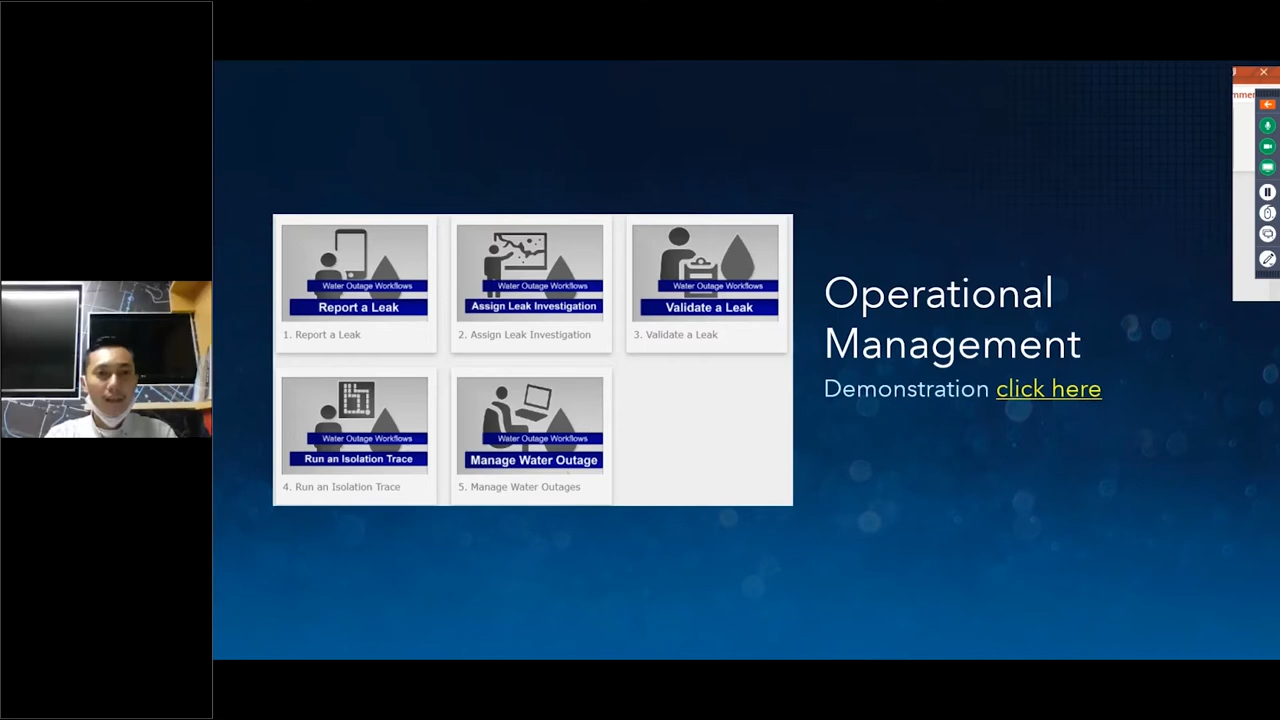 mmen
Water Outage Workflows
Report a Leak
1. Report a Leak
Water Outage Workflows
Assign Leak Investigation
2. Assign Leak Investigation
Water Outage Workflows
Validate a Leak
3. Validate a Leak
Water Outage Workflows
Run an Isolation Trace
4. Run an Isolation Trace
Water Outage Workflows
Manage Water Outage
5. Manage Water Outages
Operational
Management
Demonstration click here